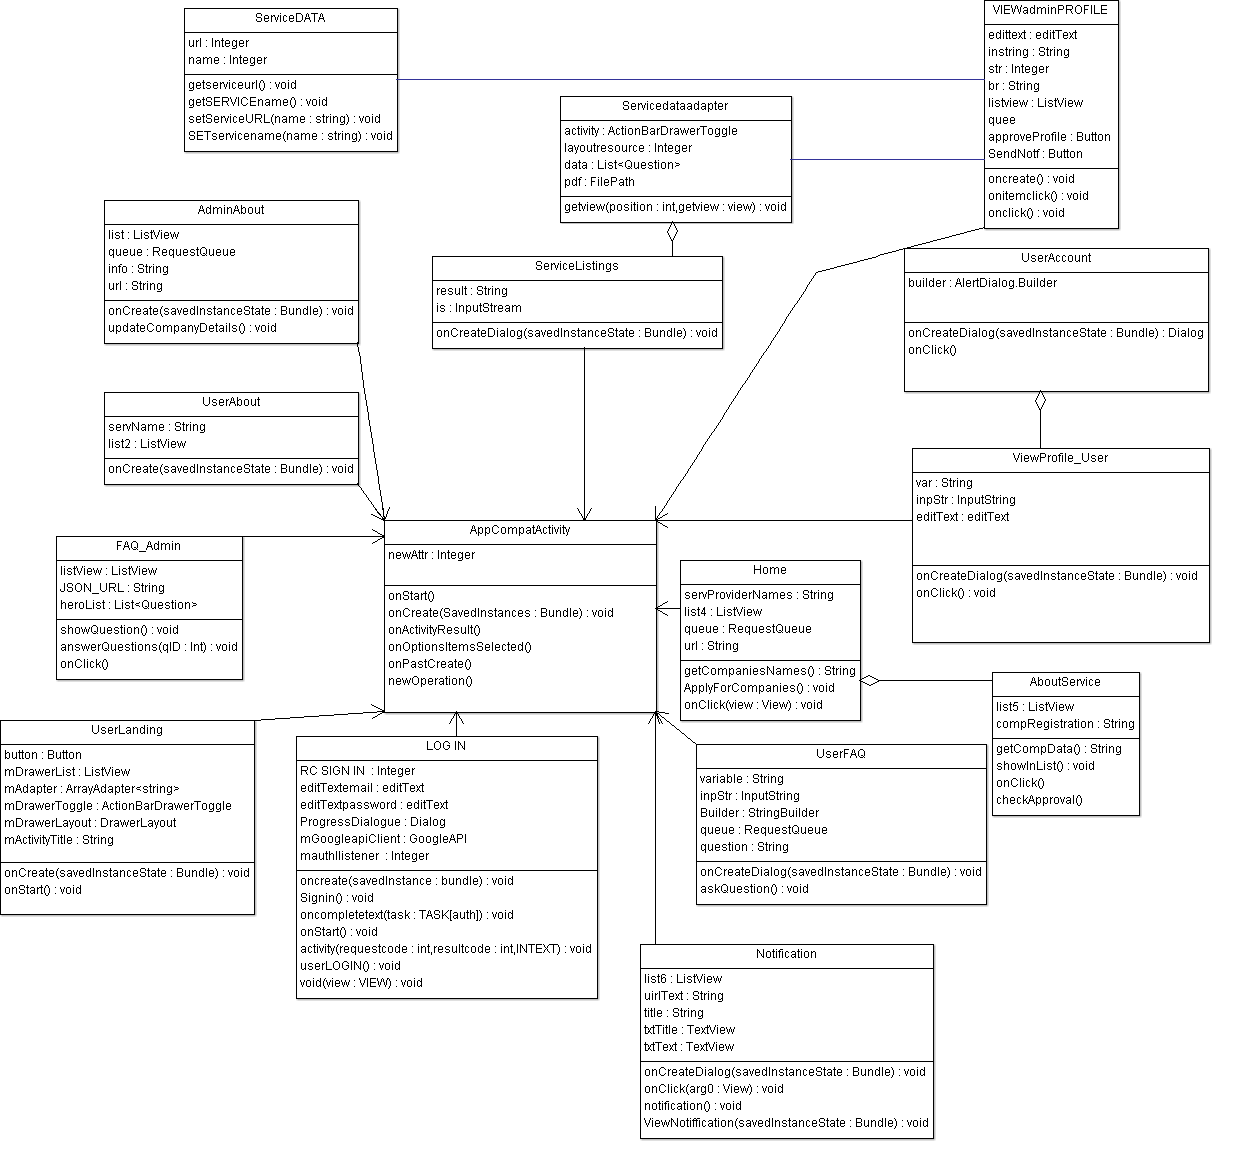 ServiceDATA
url : Integer
name : Integer
getserviceurl() : void
getSERVICEname() : void
setServiceURL(name : string) : void
SETservicename(name : string) : void
VIEWadminPROFILE
edittext : editText
instring : String
str : Integer
br : String
listview : ListView
quee
approveProfile : Button
SendNotf : Button
oncreate() : void
onitemclick() : void
onclick() : void
Servicedataadapter
activity : ActionBarDrawerToggle
layoutresource : Integer
data : List<Question>
pdf : FilePath
getview(position : int,getview : view) : void
AdminAbout
list : ListView
queue : RequestQueue
info : String
url : String
onCreate(savedInstanceState : Bundle) : void
updateCompanyDetails() : void
ServiceListings
result : String
is : InputStream
onCreateDialog(savedInstanceState : Bundle) : void
UserAccount
builder : AlertDialog.Builder
onCreateDialog(savedInstanceState : Bundle) : Dialog
onClick()
UserAbout
servName : String
list2 : ListView
onCreate(savedInstanceState : Bundle) : void
ViewProfile_User
var : String
inpStr : InputString
editText : editText
onCreateDialog(savedInstanceState : Bundle) : void
onClick() : void
AppCompatActivity
newAttr : Integer
onStart()
onCreate(SavedInstances : Bundle) : void
onActivityResult()
onOptionsItemsSelected()
onPastCreate()
newOperation()
FAQ_Admin
listView : ListView
JSON_URL : String
heroList : List<Question>
showQuestion() : void
answerQuestions(qID : Int) : void
onClick()
Home
servProviderNames : String
list4 : ListView
queue : RequestQueue
url : String
getCompaniesNames() : String
ApplyForCompanies() : void
onClick(view : View) : void
AboutService
list5 : ListView
compRegistration : String
getCompData() : String
showInList() : void
onClick()
checkApproval()
UserLanding
button : Button
mDrawerList : ListView
mAdapter : ArrayAdapter<string>
mDrawerToggle : ActionBarDrawerToggle
mDrawerLayout : DrawerLayout
mActivityTitle : String
onCreate(savedInstanceState : Bundle) : void
onStart() : void
LOG IN
RC SIGN IN : Integer
editTextemail : editText
editTextpassword : editText
ProgressDialogue : Dialog
mGoogleapiClient : GoogleAPI
mauthllistener : Integer
oncreate(savedInstance : bundle) : void
Signin() : void
oncompletetext(task : TASK[auth]) : void
onStart() : void
activity(requestcode : int,resultcode : int,INTEXT) : void
userLOGIN() : void
void(view : VIEW) : void
UserFAQ
variable : String
inpStr : InputString
Builder : StringBuilder
queue : RequestQueue
question : String
onCreateDialog(savedInstanceState : Bundle) : void
askQuestion() : void
Notification
list6 : ListView
uirlText : String
title : String
txtTitle : TextView
txtText : TextView
onCreateDialog(savedInstanceState : Bundle) : void
onClick(arg0 : View) : void
notification() : void
ViewNotiffication(savedInstanceState : Bundle) : void